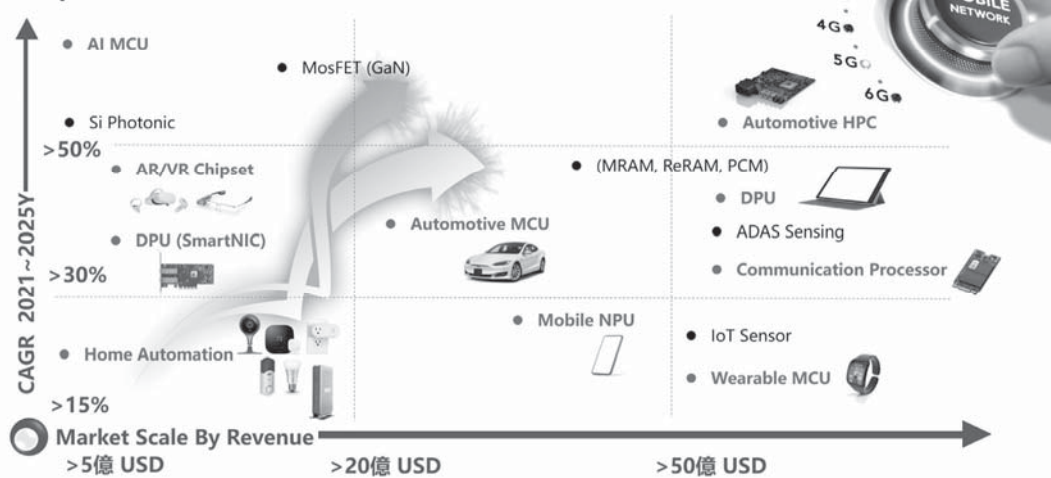 MOBILE
NETWORK
4G
5G
6G
AI MCU
MosFET (GaN)
Si Photonic
Automotive HPC
>50%
AR/VR Chipset
(MRAM, ReRAM, PCM)
DPU
Automotive MCU
ADAS Sensing
DPU (SmartNIC)
Communication Processor
>30%
Mobile NPU
IoT Sensor
Home Automation
Wearable MCU
>15%
CAGR 2021~2025Y
Market Scale By Revenue
>5億 USD
>20億 USD
>50億 USD